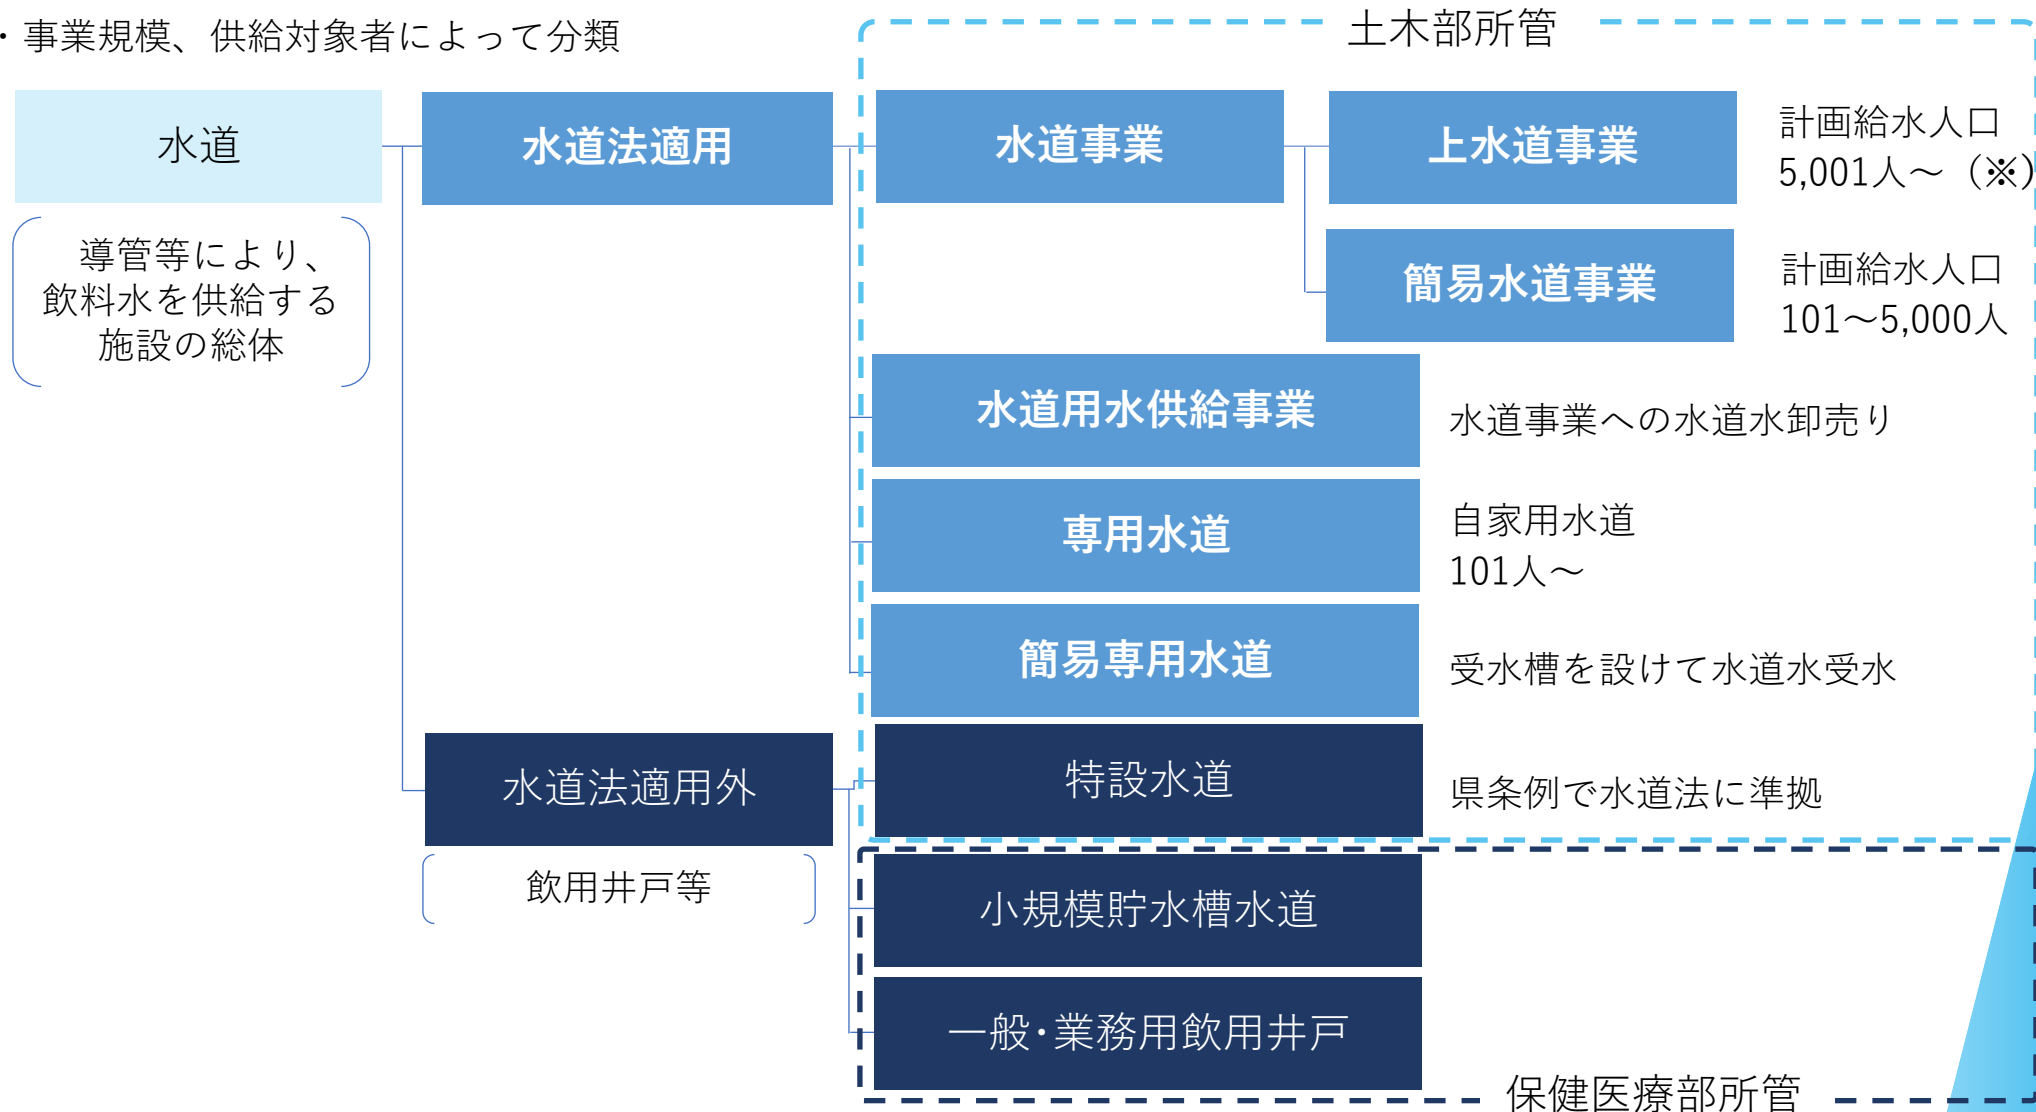 ・事業規模、供給対象者によって分類
土木部所管
水道
水道法適用
水道事業
上水道事業
計画給水人口
5,001人～（※）
導管等により、
飲料水を供給する
施設の総体
簡易水道事業
計画給水人口
101～5,000人
水道用水供給事業
水道事業への水道水卸売り
専用水道
自家用水道
101人～
簡易専用水道
受水槽を設けて水道水受水
水道法適用外
特設水道
県条例で水道法に準拠
飲用井戸等
小規模貯水槽水道
一般・業務用飲用井戸
保健医療部所管